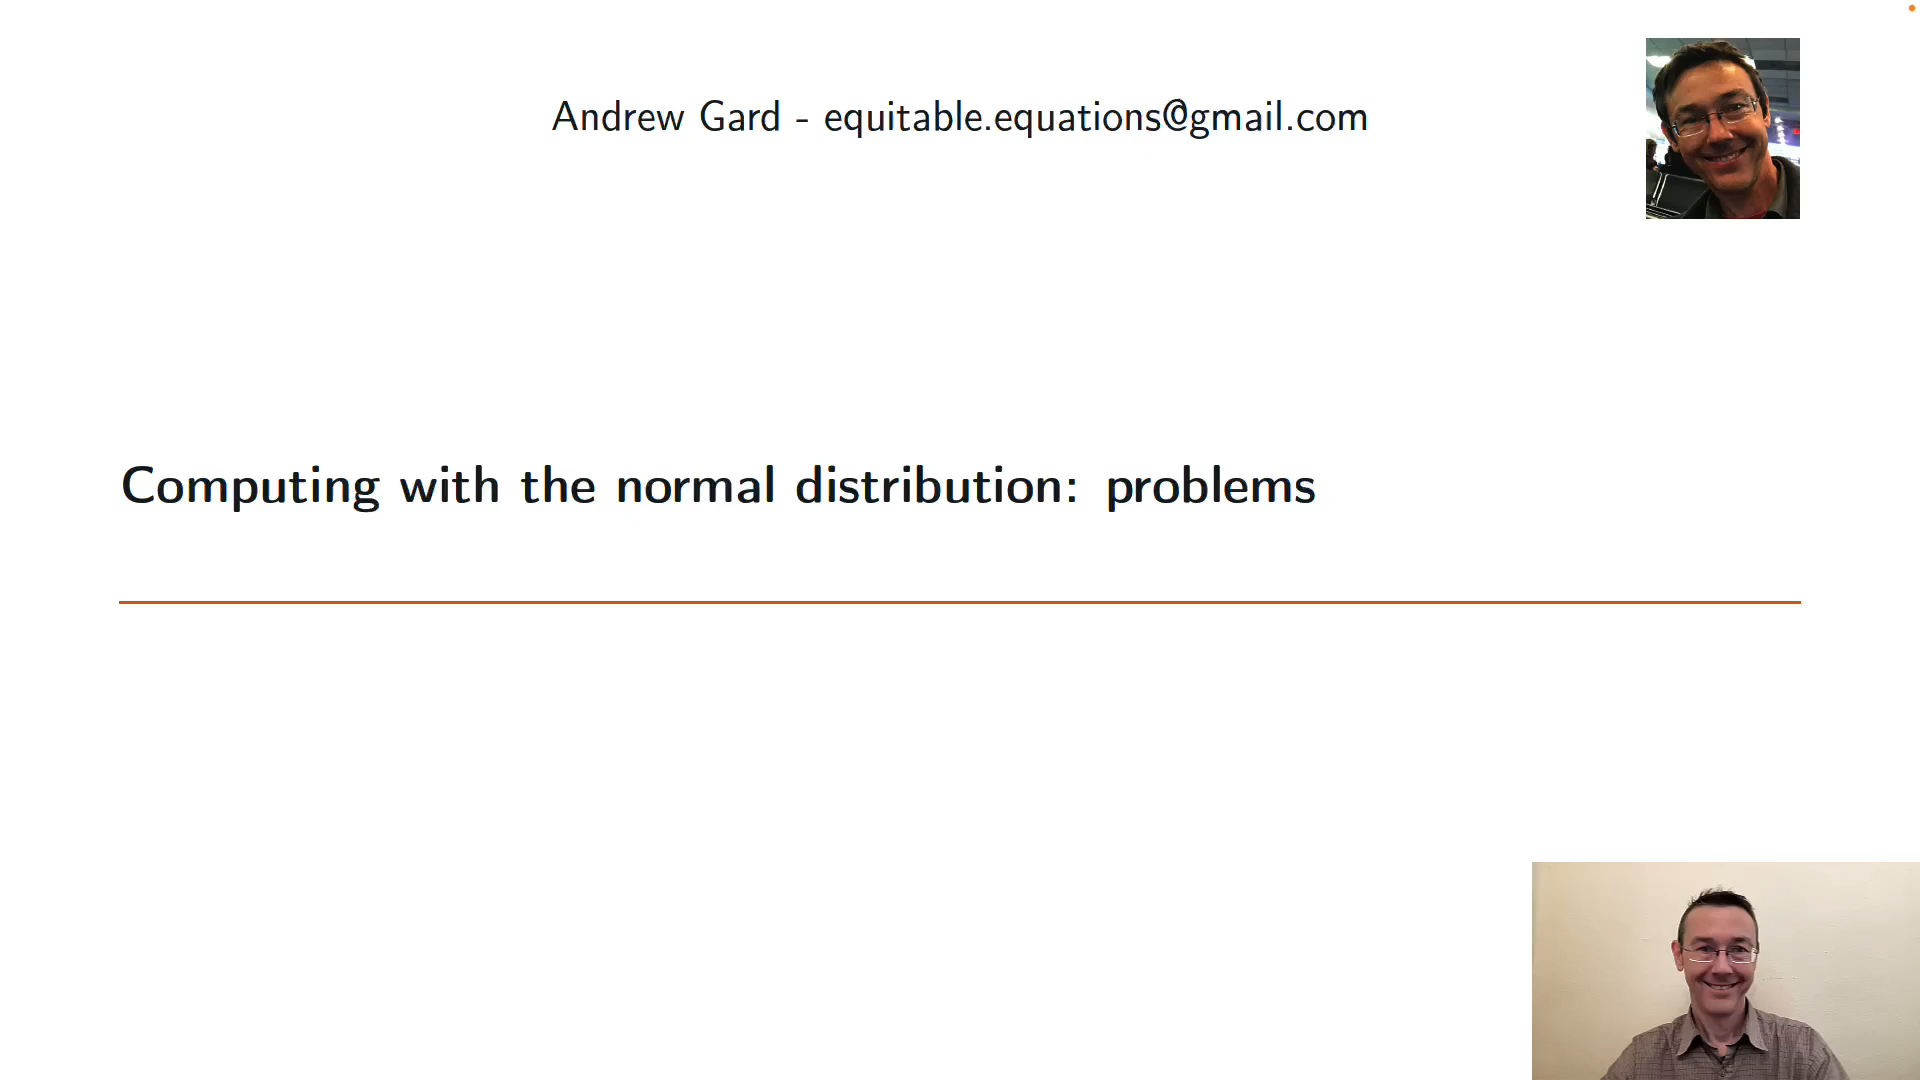 Andrew Gard - equitable.equations@gmail.com
Computing with the normal distribution: problems